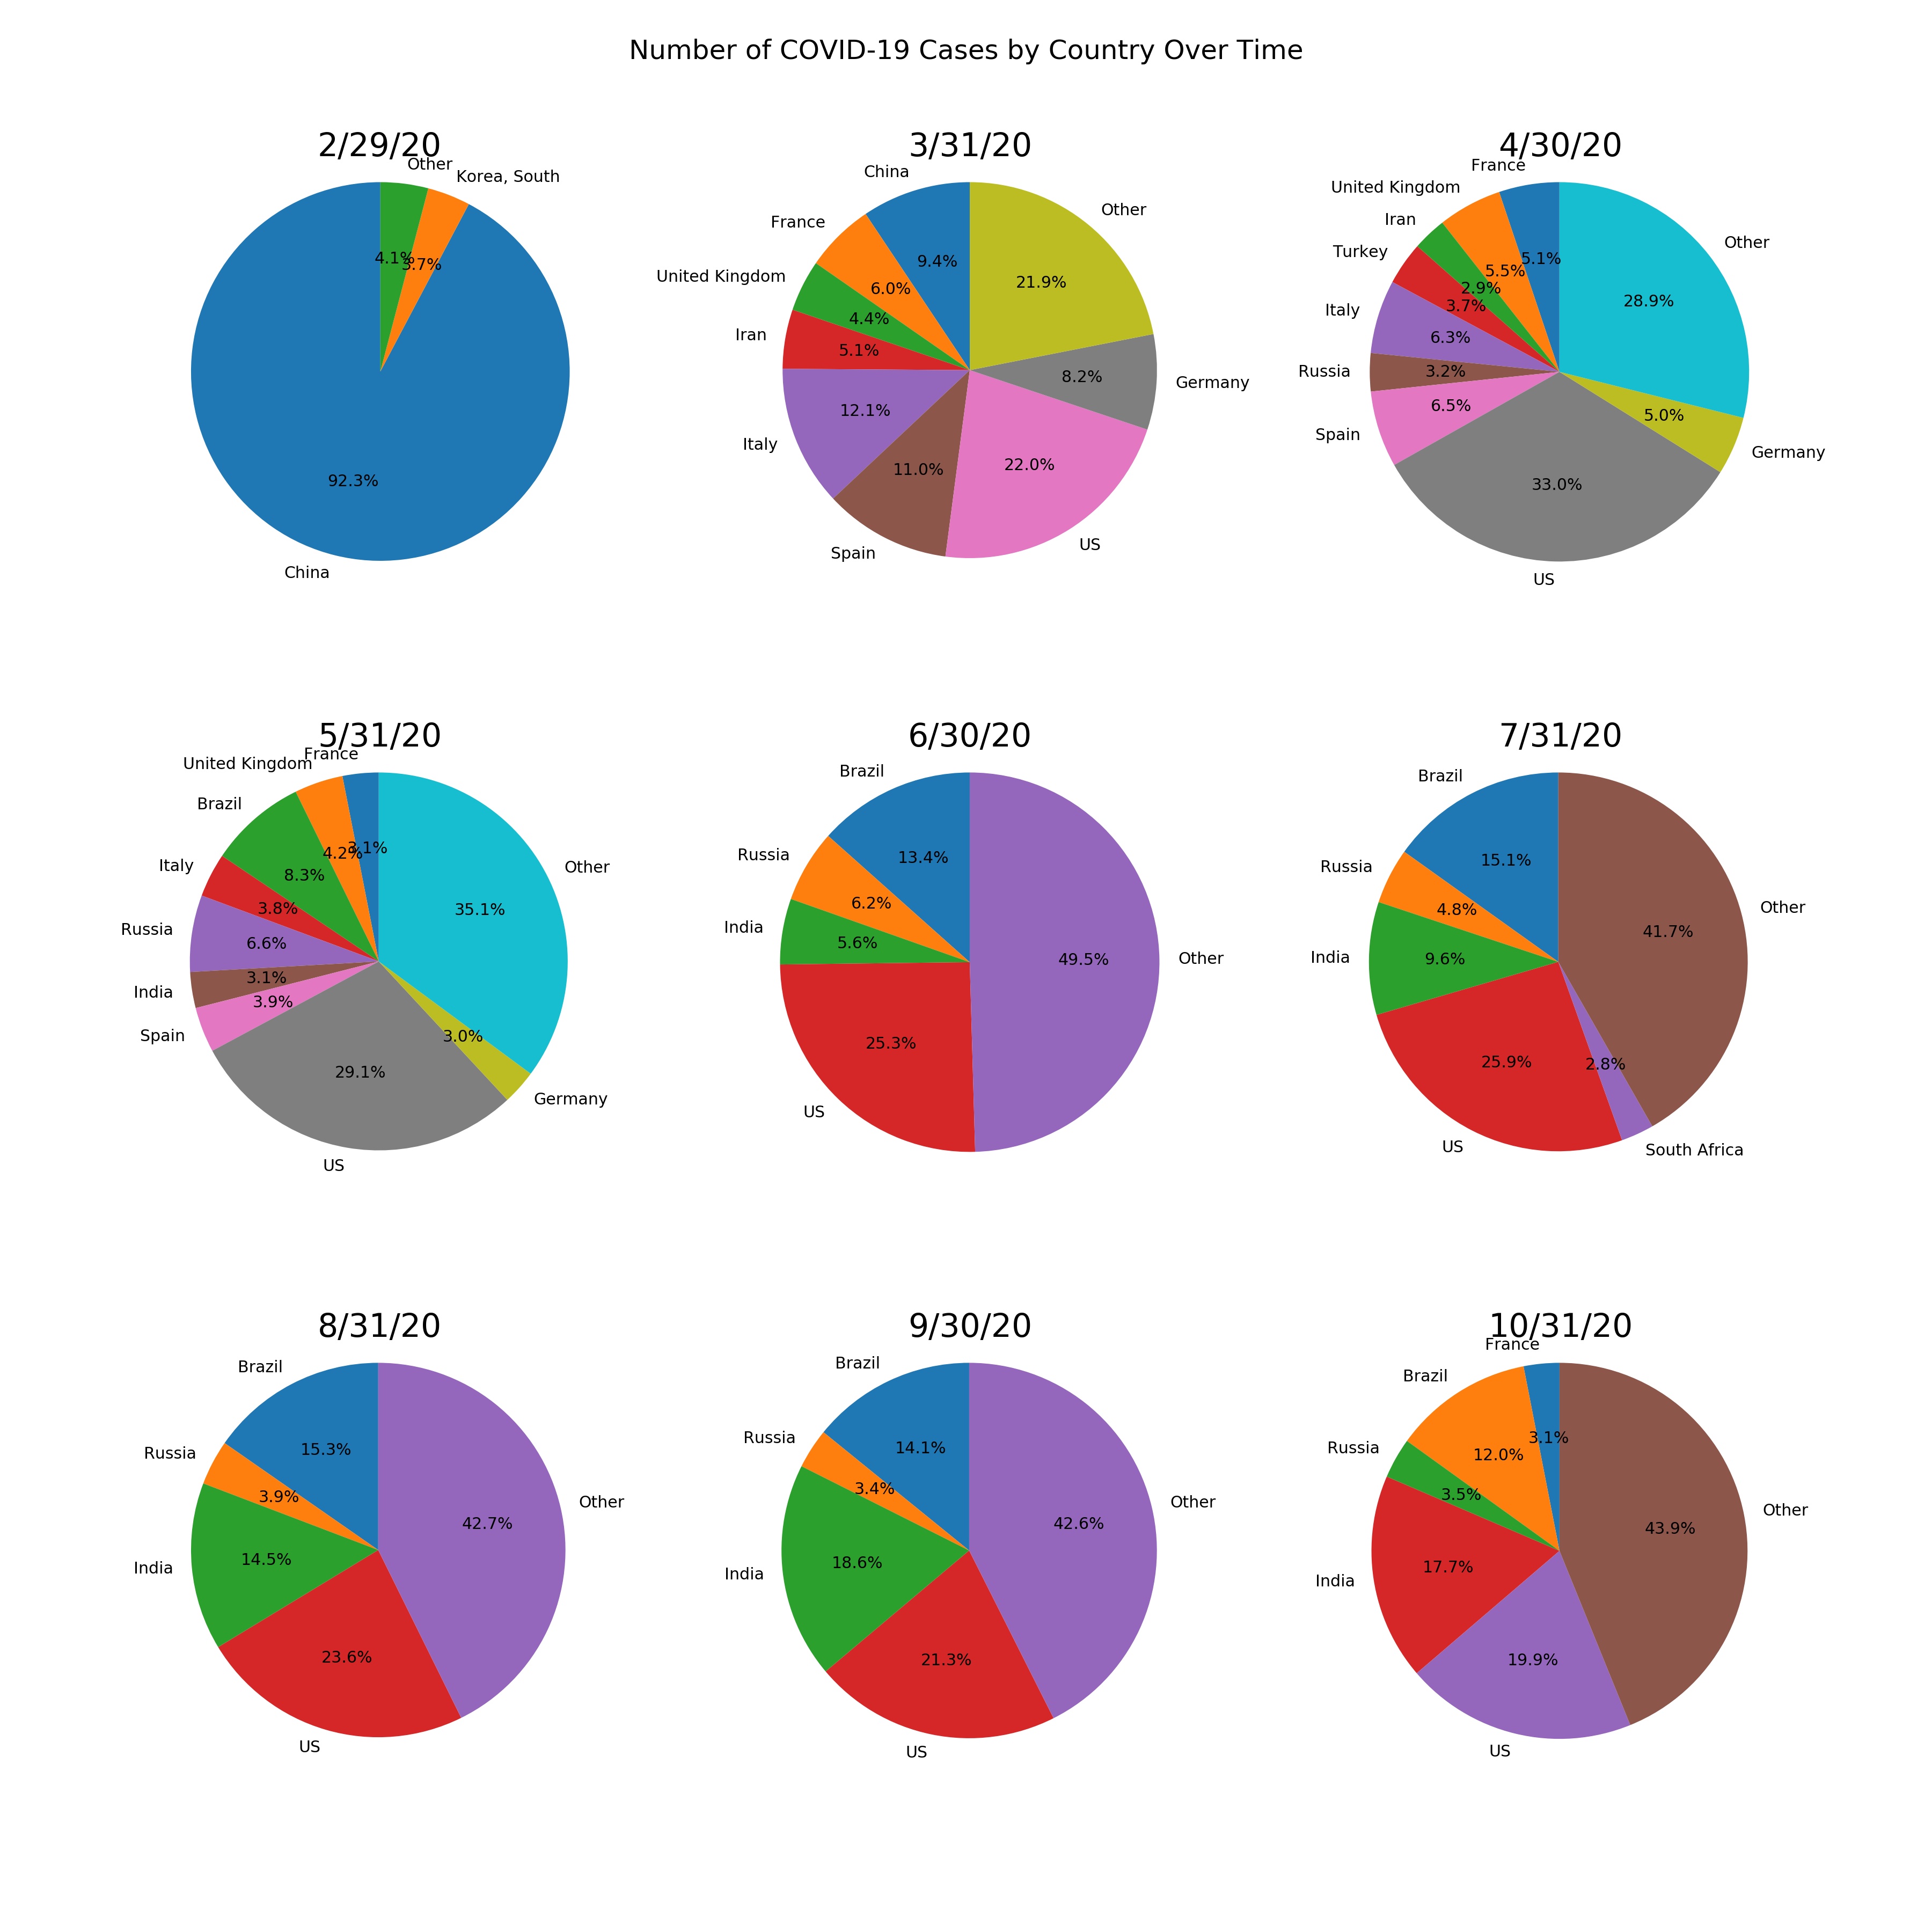 Number of COVID-19 Cases by Country Over Time
2/29/20
Other
Korea, South
4.1%
3.7%
92.3%
China
3/31/20
China
France
Other
United Kingdom
9.4%
21.9%
6.0%
4.4%
Iran
5.1%
8.2%
Germany
12.1%
Italy
11.0%
22.0%
Spain
US
4/30/20
France
United Kingdom
Iran
Turkey
Other
5.1%
5.5%
2.9%
3.7%
28.9%
Italy
6.3%
Russia
3.2%
6.5%
5.0%
Spain
Germany
33.0%
US
5/31/20
France
United Kingdom
Brazil
3.1%
4.2%
Italy
8.3%
Other
3.8%
35.1%
Russia
6.6%
3.1%
India
3.9%
Spain
3.0%
29.1%
Germany
US
6/30/20
Brazil
Russia
13.4%
6.2%
India
5.6%
49.5%
Other
25.3%
US
7/31/20
Brazil
Russia
15.1%
4.8%
Other
41.7%
India
9.6%
25.9%
2.8%
US
South Africa
8/31/20
Brazil
Russia
15.3%
3.9%
Other
42.7%
India
14.5%
23.6%
US
9/30/20
Brazil
Russia
14.1%
3.4%
Other
42.6%
India
18.6%
21.3%
US
10/31/20
France
Brazil
Russia
3.1%
12.0%
3.5%
Other
43.9%
India
17.7%
19.9%
US